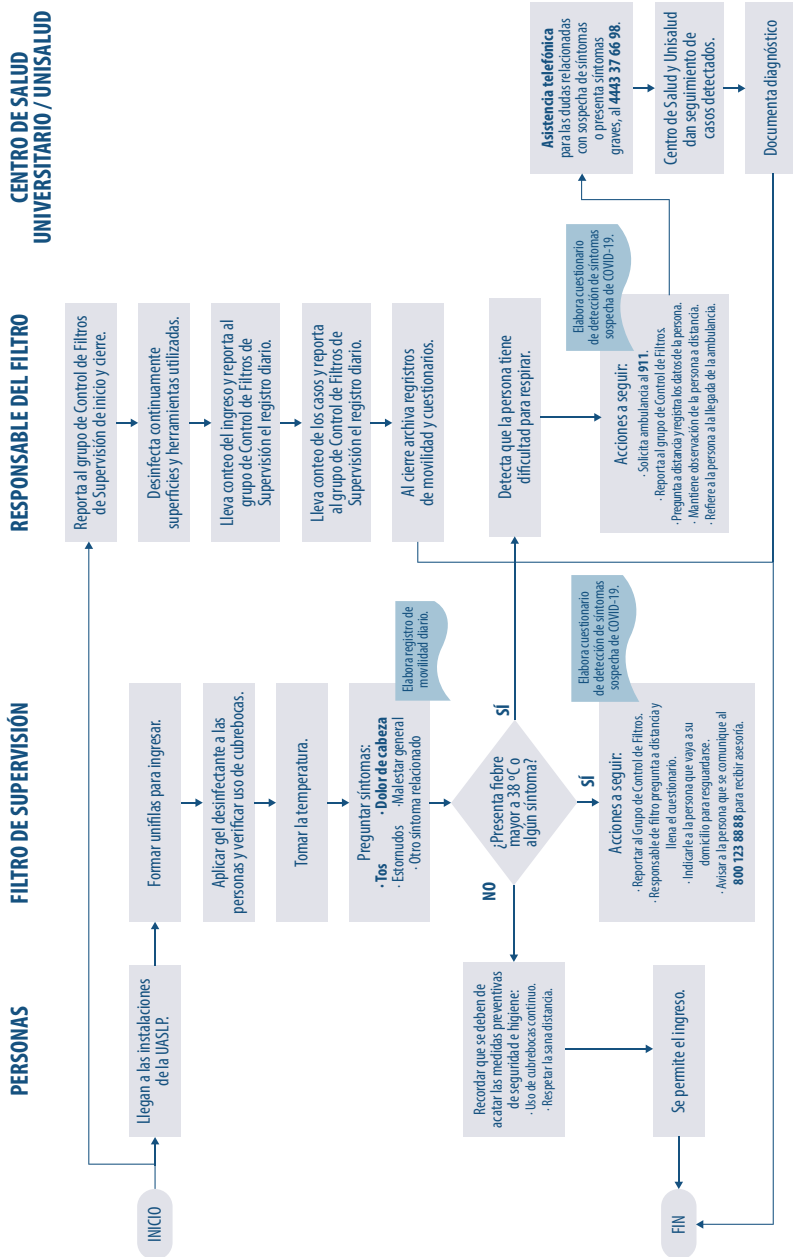 PERSONAS
FILTRO DE SUPERVISIÓN
RESPONSABLE DEL FILTRO
CENTRO DE SALUD
UNIVERSITARIO / UNISALUD
INICIO
Llegan a las instalaciones
de la UASLP.
Formar unifilas para ingresar.
Aplicar gel desinfectante a las
personas y verificar uso de cubrebocas.
Tomar la temperatura.
Preguntar síntomas:
· Tos · Dolor de cabeza
· Estornudos ·Malestar general
· Otro síntoma relacionado
Elabora registro de
movilidad diario.
¿Presenta fiebre
mayor a 38 °C o
algún síntoma?
NO
SÍ
SÍ
Recordar que se deben de
acatar las medidas preventivas
de seguridad e higiene:
· Uso de cubrebocas continuo.
· Respetar la sana distancia.
Se permite el ingreso.
FIN
Acciones a seguir:
· Reportar al Grupo de Control de Filtros.
· Responsable de filtro pregunta a distancia y
llena el cuestionario.
· Indicarle a la persona que vaya a su
domicilio para resguardarse.
· Avisar a la persona que se comunique al
800 123 88 88 para recibir asesoría.
Elabora cuestionario
de detección de síntomas
sospecha de COVID-19.
Reporta al grupo de Control de Filtros
de Supervisión de inicio y cierre.
Desinfecta continuamente
superficies y herramientas utilizadas.
Lleva conteo del ingreso y reporta al
grupo de Control de Filtros de
Supervisión el registro diario.
Lleva conteo de los casos y reporta
al grupo de Control de Filtros de
Supervisión el registro diario.
Al cierre archiva regristros
de movilidad y cuestionarios.
Detecta que la persona tiene
dificultad para respirar.
Acciones a seguir:
· Solicita ambulancia al 911.
· Reporta al grupo de Control de Filtros.
· Pregunta a distancia y registra los datos de la persona.
· Mantiene observación de la persona a distancia.
· Refiere a la persona a la llegada de la ambulancia.
Elabora cuestionario
de detección de síntomas
sospecha de COVID-19.
Asistencia telefónica
para las dudas relacionadas
con sospecha de síntomas
o presenta síntomas
graves, al 4443 37 66 98.
Centro de Salud y Unisalud
dan seguimiento de
casos detectados.
Documenta diagnóstico